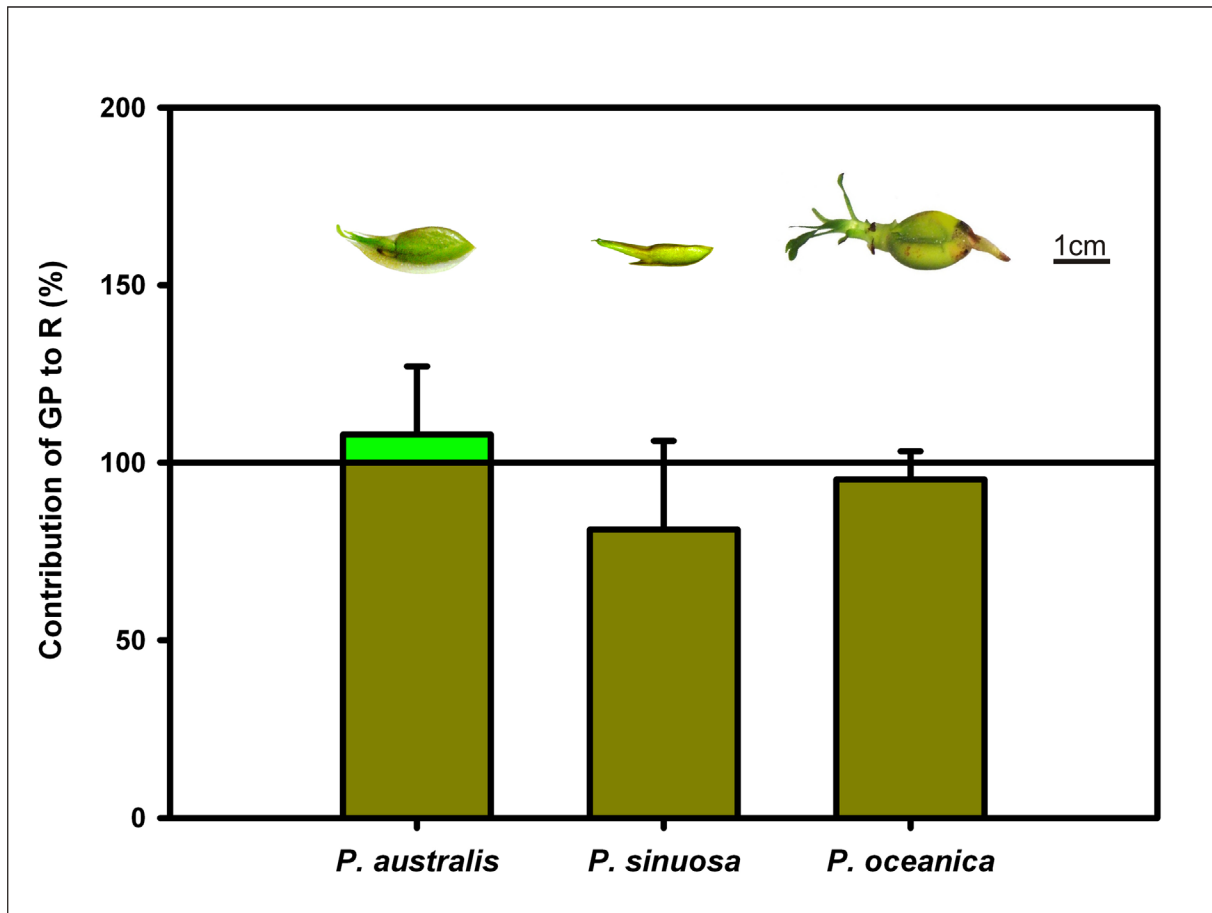 200
150
100
50
0
Contribution of GP to R (%)
1cm
P. australis P. sinuosa P. oceanica